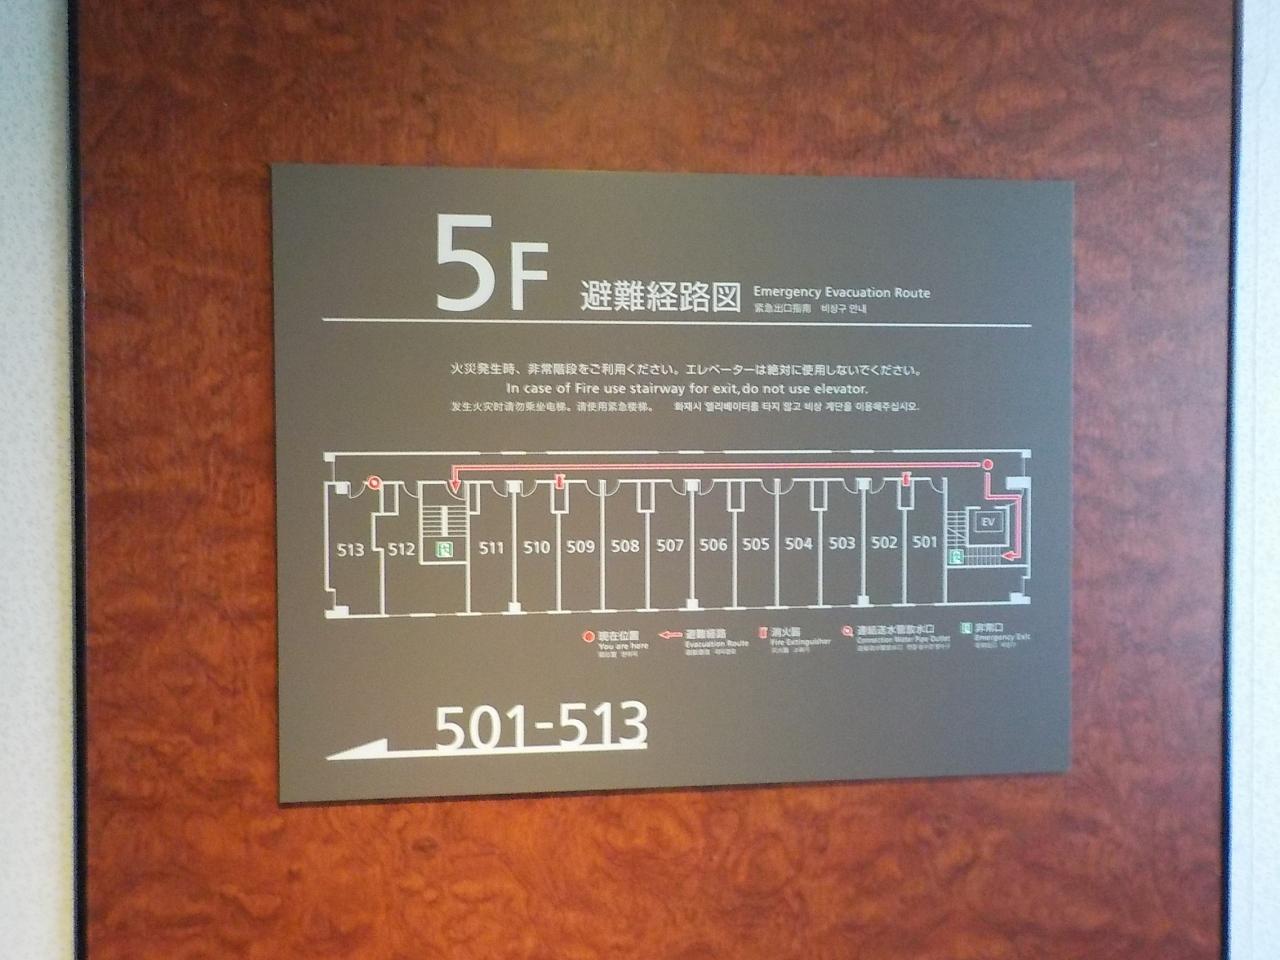 5F 避難経路図 Emergency Evacuation Route
緊急出口指南 비상구 안내
火災発生時、非常階段をご利用ください。エレベーターは絶対に使用しないでください。
In case of Fire use stairway for exit,do not use elevator.
发生火灾时请勿乘坐电梯。请使用紧急楼梯。 화재시 엘리베이터를 타지 않고 비상 계단을 이용해주십시오.
EV
513 512 511 510 509 508 507 506 505 504 503 502 501
現在位置 避難経路 消火器 連結送水管放水口 非常口
You are here Evacuation Route Fire Extinguisher Connection Water Pipe Outlet Emergency Exit
501-513